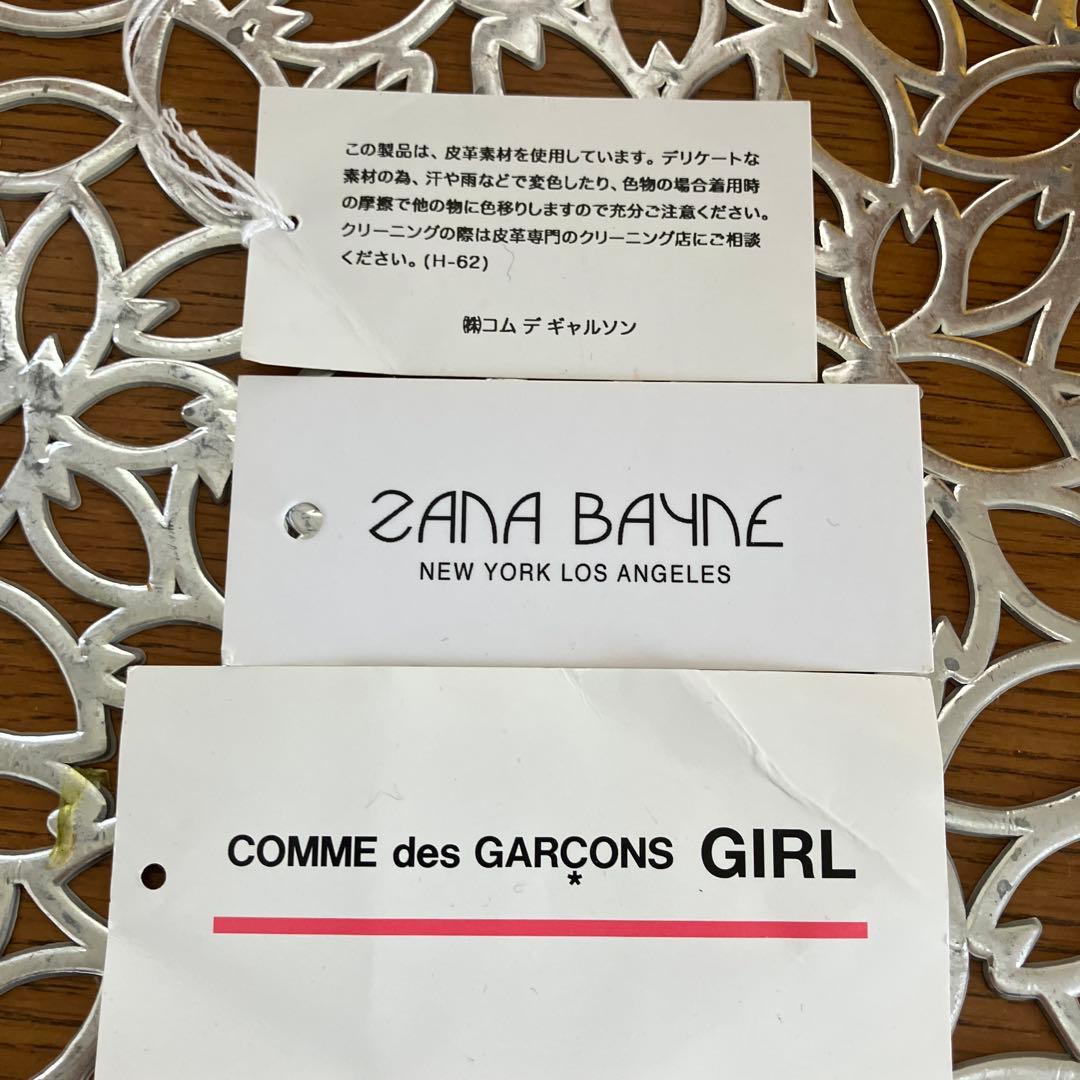 この製品は、皮革素材を使用しています。デリケートな
素材の為、汗や雨などで変色したり、色物の場合着用時
の摩擦で他の物に色移りしますので充分ご注意ください。
クリーニングの際は皮革専門のクリーニング店にご相談
ください。(H-62)
㈱コム デ ギャルソン
ZANA BAYNE
NEW YORK LOS ANGELES
COMME des GARÇONS GIRL
*